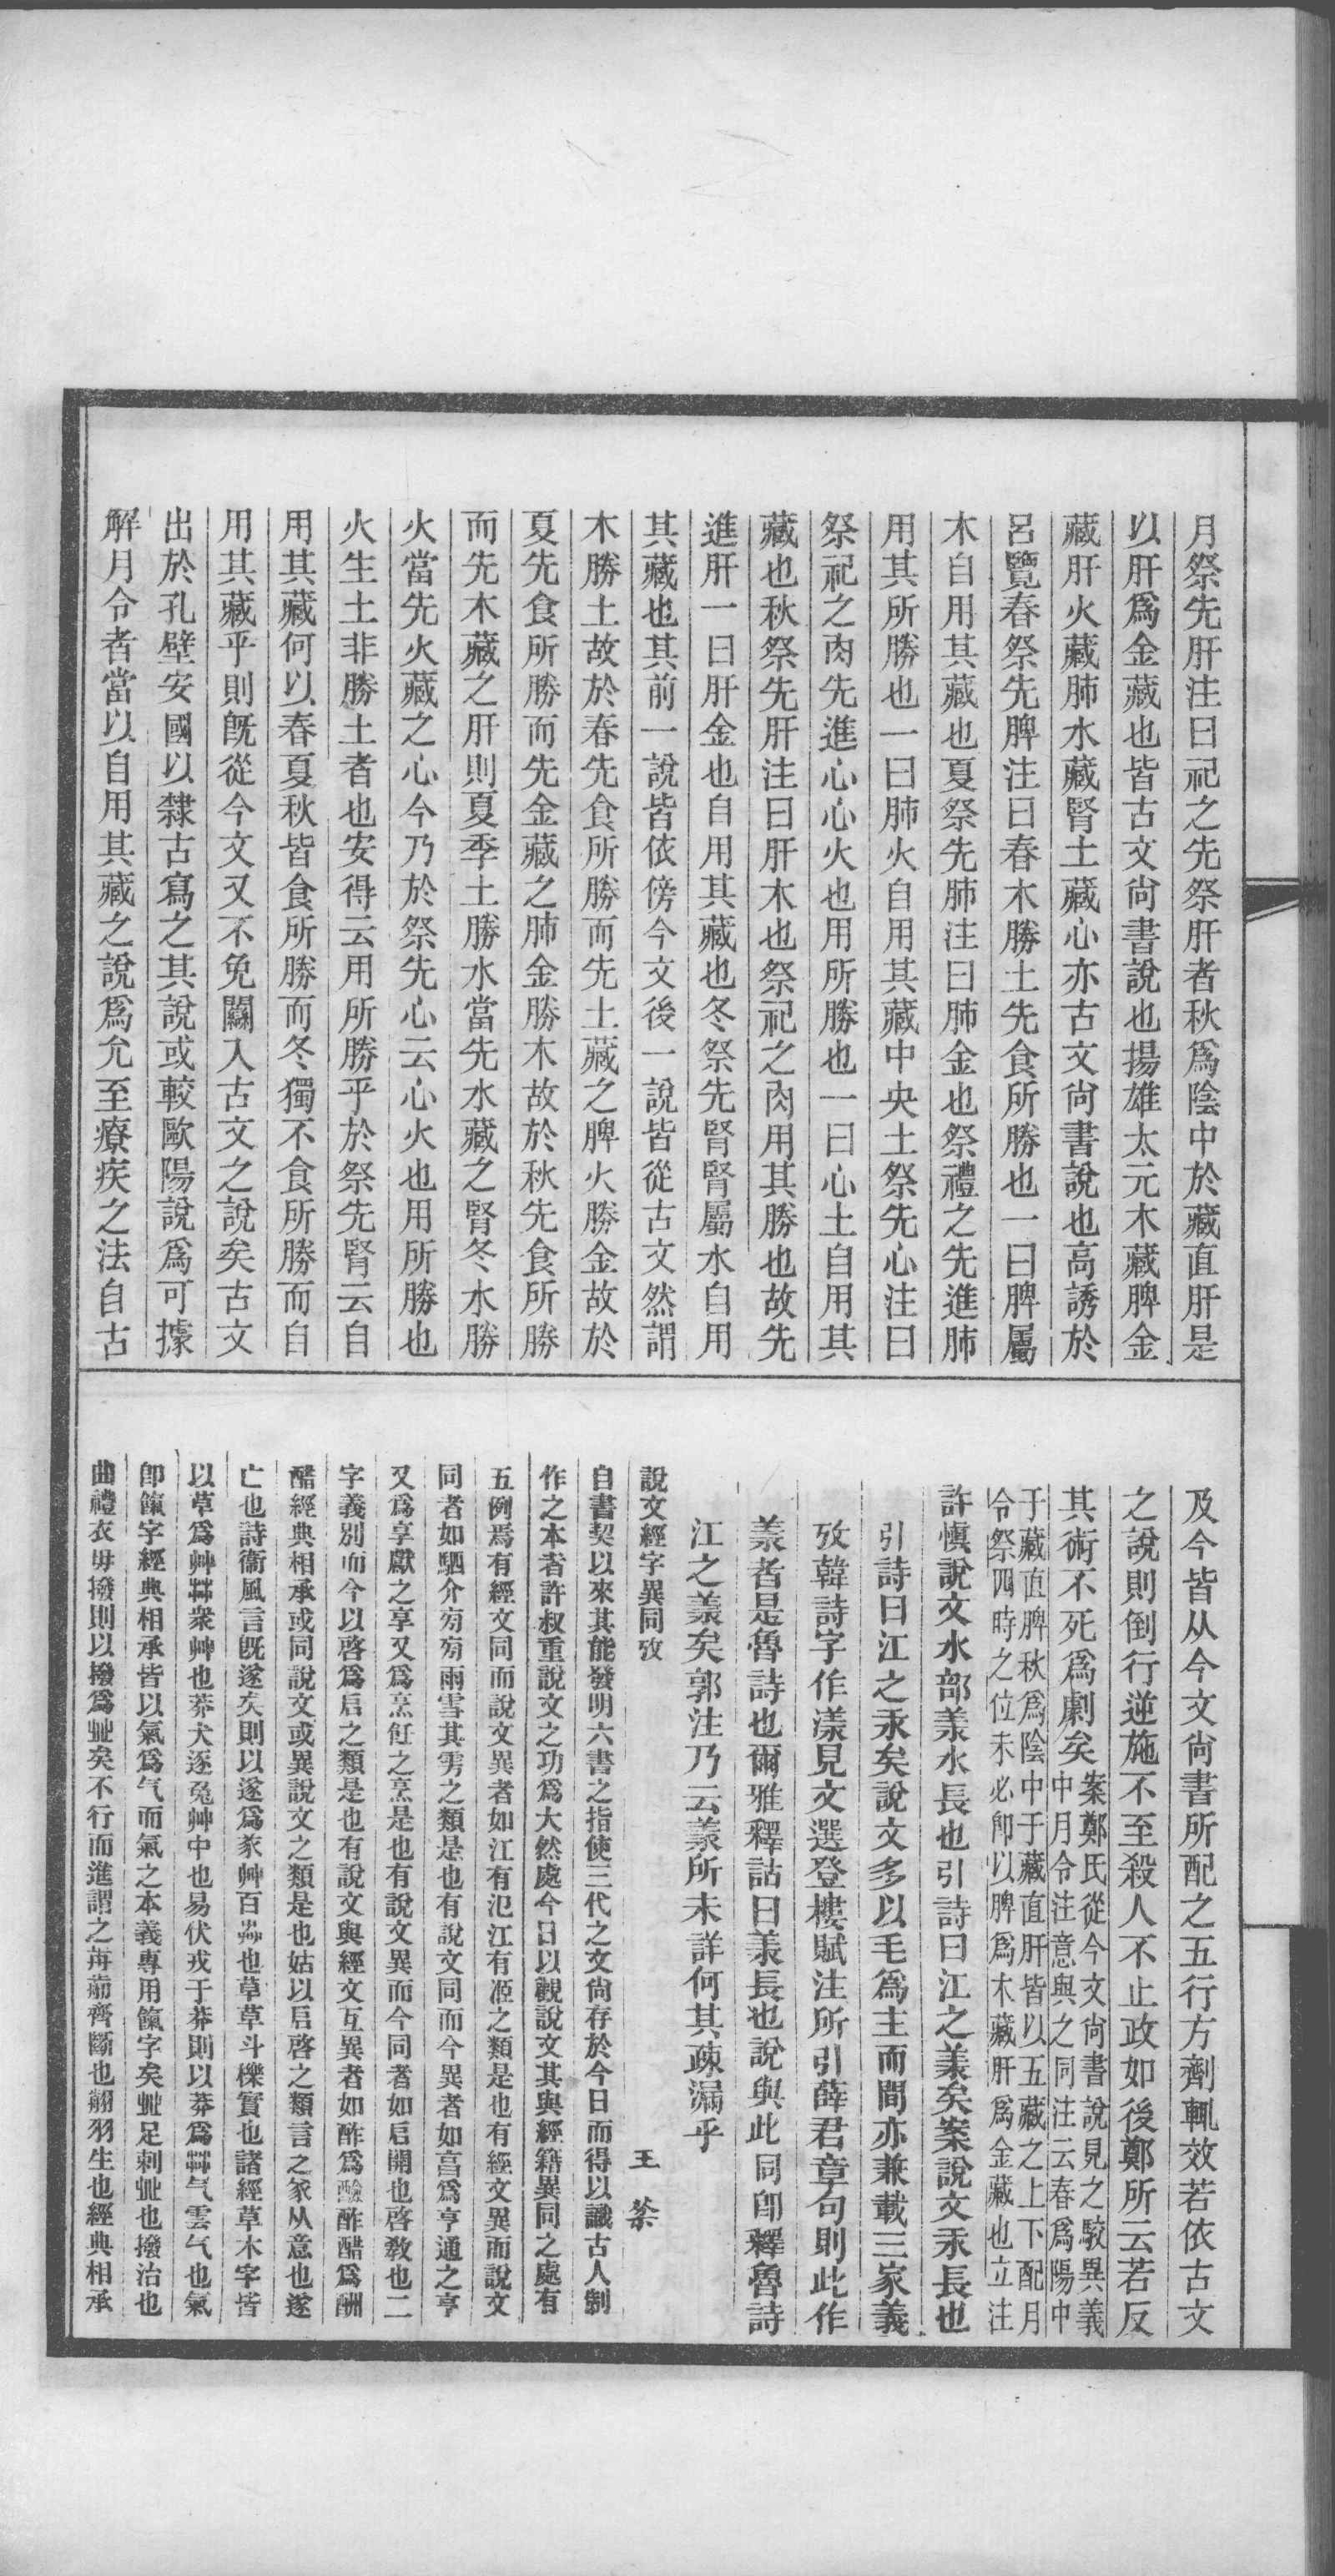 月祭先肝注曰祀之先祭肝者秋爲陰中於藏直肝是
以肝爲金藏也皆古文尙書說也揚雄太元木藏脾金
藏肝火藏肺水藏腎土藏心亦古文尙書說也高誘於
呂覽春祭先脾注曰春木勝土先食所勝也一曰脾屬
木自用其藏也夏祭先肺注曰肺金也祭禮之先進肺
用其所勝也一曰肺火自用其藏中央土祭先心注曰
祭祀之肉先進心心火也用所勝也一曰心土自用其
藏也秋祭先肝注曰肝木也祭祀之肉用其勝也故先
進肝一曰肝金也自用其藏也冬祭先腎腎屬水自用
其藏也其前一說皆依傍今文後一說皆從古文然謂
木勝土故於春先食所勝而先土藏之脾火勝金故於
夏先食所勝而先金藏之肺金勝木故於秋先食所勝
而先木藏之肝則夏季土勝水當先水藏之腎冬水勝
火當先火藏之心今乃於祭先心云心火也用所勝也
火生土非勝土者也安得云用所勝乎於祭先腎云自
用其藏何以春夏秋皆食所勝而冬獨不食所勝而自
用其藏乎則旣從今文又不免闌入古文之說矣古文
出於孔壁安國以隸古寫之其說或較歐陽說爲可據
解月令者當以自用其藏之說爲允至療疾之法自古
及今皆从今文尙書所配之五行方劑輒效若依古文
之說則倒行逆施不至殺人不止政如後鄭所云若反
其術不死爲劇矣案鄭氏從今文尙書說見之駮異義
中月令注意與之同注云春爲陽中
于藏直脾秋爲陰中于藏直肝皆以五藏之上下配月
令祭四時之位未必卽以脾爲木藏肝爲金藏也立注
許愼說文水部羕水長也引詩曰江之羕矣案說文永長也
引詩曰江之永矣說文多以毛爲主而間亦兼載三家義
攷韓詩字作漾見文選登樓賦注所引薛君章句則此作
羕者是魯詩也爾雅釋詁曰羕長也說與此同卽釋魯詩
江之羕矣郭注乃云羕所未詳何其疎漏乎
說文經字異同攷　王　棻
自書契以來其能發明六書之指使三代之文尙存於今日而得以識古人制
作之本者許叔重說文之功爲大然處今日以觀說文其與經籍異同之處有
五例焉有經文同而說文異者如江有汜江有洍之類是也有經文異而說文
同者如駟介旁旁雨雪其雱之類是也有說文同而今異者如亯爲亨通之亨
又爲享獻之享又爲烹飪之烹是也有說文異而今同者如启開也啓敎也二
字義別而今以啓爲启之類是也有說文與經文互異者如酢爲醶酢醋爲酬
醋經典相承或同說文或異說文之類是也姑以启啓之類言之㒸从意也遂
亡也詩衞風言旣遂矣則以遂爲㒸艸百芔也草草斗櫟實也諸經草木字皆
以草爲艸茻衆艸也莽犬逐兔艸中也易伏戎于莽則以莽爲茻气雲气也氣
卽餼字經典相承皆以氣爲气而氣之本義專用餼字矣癶足剌癶也撥治也
曲禮衣毋撥則以撥爲癶矣不行而進謂之歬前齊斷也翦羽生也經典相承